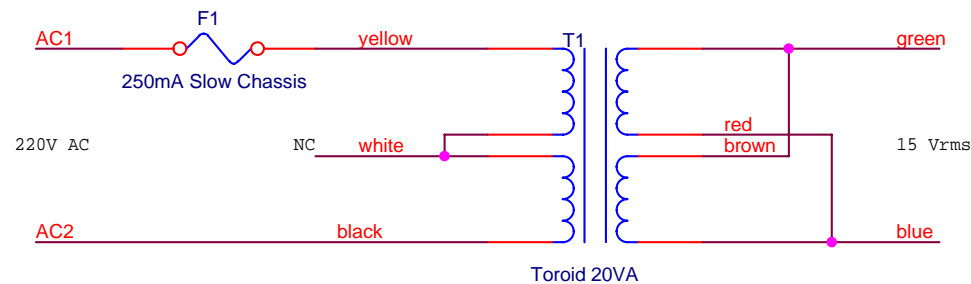 F1
AC1
yellow
T1
green
250mA Slow Chassis
220V AC
NC
white
red
brown
15 Vrms
AC2
black
blue
Toroid 20VA